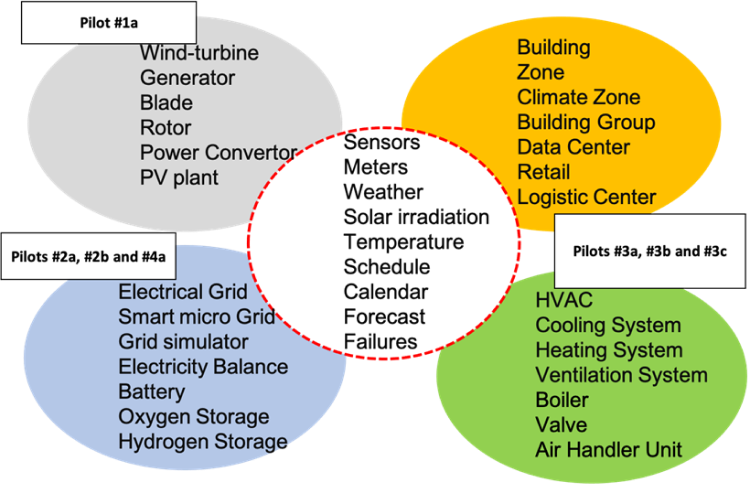 Pilot #1a
Wind-turbine
Generator
Blade
Rotor
Power Convertor
PV plant
Building
Zone
Climate Zone
Building Group
Data Center
Retail
Logistic Center
Sensors
Meters
Weather
Solar irradiation
Temperature
Schedule
Calendar
Forecast
Failures
Pilots #2a, #2b and #4a
Electrical Grid
Smart micro Grid
Grid simulator
Electricity Balance
Battery
Oxygen Storage
Hydrogen Storage
Pilots #3a, #3b and #3c
HVAC
Cooling System
Heating System
Ventilation System
Boiler
Valve
Air Handler Unit